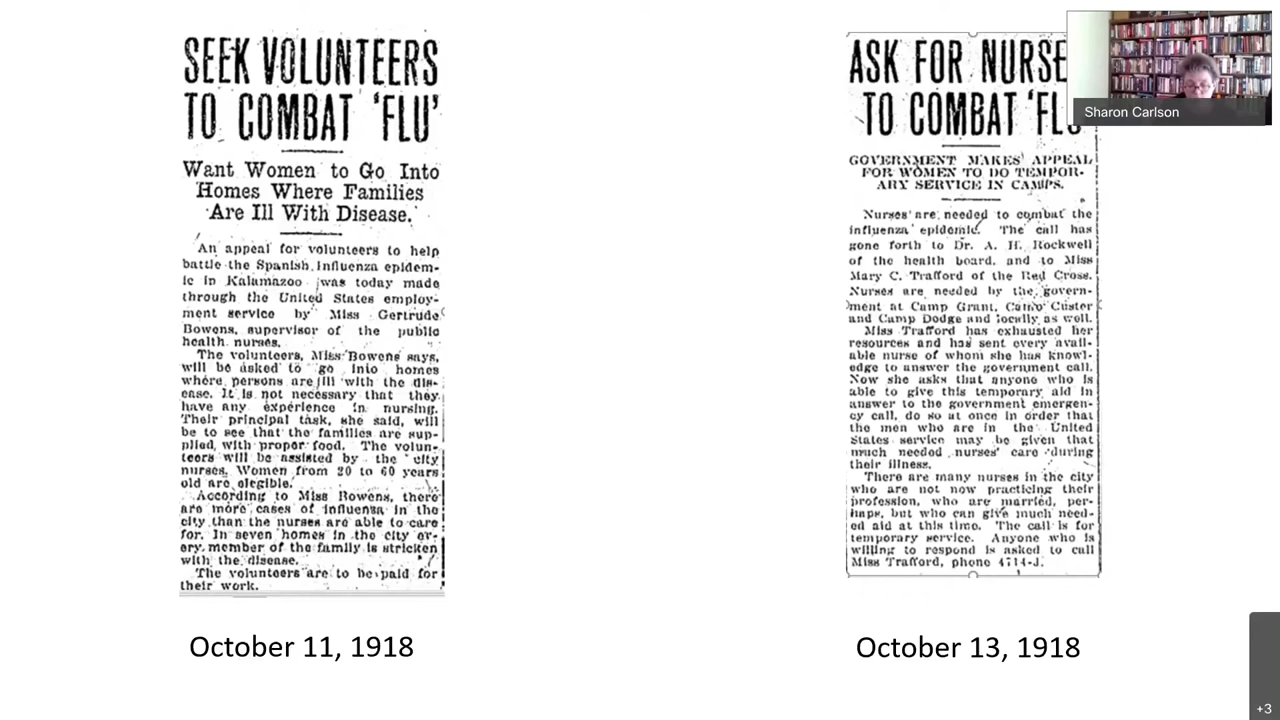 SEEK VOLUNTEERS
TO COMBAT 'FLU'
Want Women to Go Into
Homes Where Families
Are Ill With Disease.
An appeal for volunteers to help
battle the Spanish Influenza epidem-
ic in Kalamazoo was today made
through the United States employ-
ment service by Miss Gertrude
Bowens, supervisor of the public
health nurses.
The volunteers, Miss Bowens says,
will be asked to go into homes
where persons are ill with the dis-
ease. It is not necessary that they
have any experience in nursing.
Their principal task, she said, will
be to see that the families are sup-
plied with proper food. The volun-
teers will be assisted by the city
nurses. Women from 20 to 60 years
old are elegible.
According to Miss Bowens, there
are more cases of influenza in the
city than the nurses are able to care
for. In seven homes in the city ev-
ery member of the family is stricken
with the disease.
The volunteers are to be paid for
their work.
October 11, 1918
ASK FOR NURSE
TO COMBAT 'FLU'
GOVERNMENT MAKES APPEAL
FOR WOMEN TO DO TEMPOR-
ARY SERVICE IN CAMPS.
Nurses are needed to combat the
influenza epidemic. The call has
gone forth to Dr. A. H. Rockwell
of the health board, and to Miss
Mary C. Trafford of the Red Cross.
Nurses are needed by the govern-
ment at Camp Grant, Camp Custer
and Camp Dodge and locally as well.
Miss Trafford has exhausted her
resources and has sent every avail-
able nurse of whom she has knowl-
edge to answer the government call.
Now she asks that anyone who is
able to give this temporary aid in
answer to the government emergen-
cy call, do so at once in order that
the men who are in the United
States service may be given that
much needed nurses' care during
their illness.
There are many nurses in the city
who are not now practicing their
profession, who are married, per-
haps, but who can give much need-
ed aid at this time. The call is for
temporary service. Anyone who is
willing to respond is asked to call
Miss Trafford, phone 4714-J.
October 13, 1918
Sharon Carlson
+3